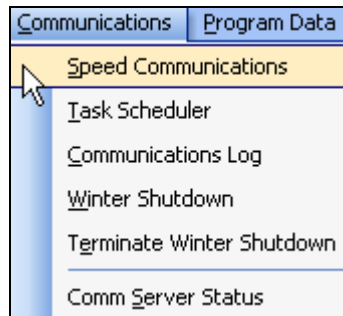 Communications Program Data
Speed Communications
Task Scheduler
Communications Log
Winter Shutdown
Terminate Winter Shutdown
Comm Server Status